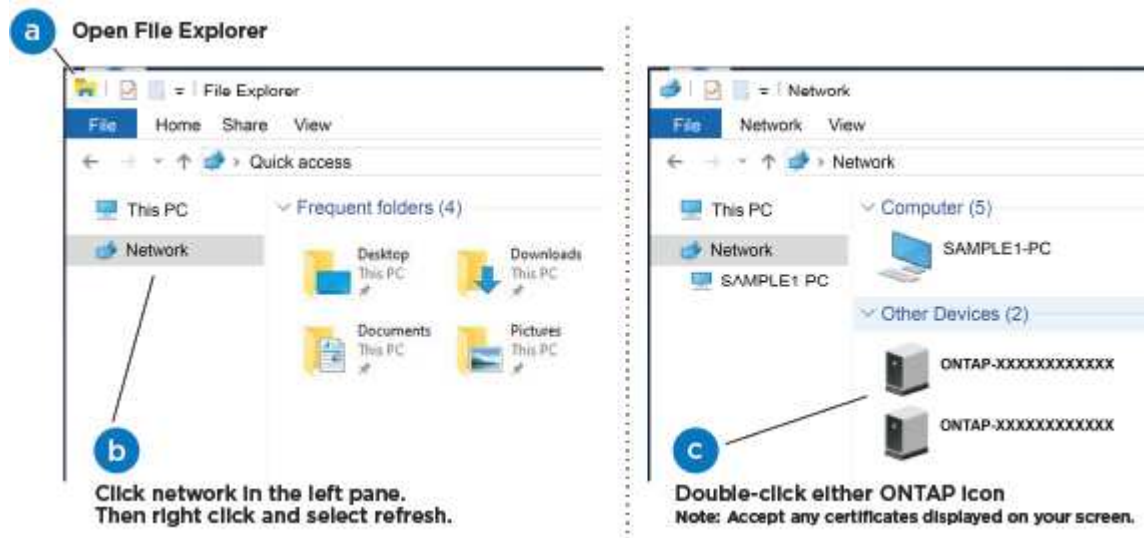 a
Open File Explorer
File Explorer
File Home Share View
Quick access
This PC
Network
Frequent folders (4)
Desktop
This PC
Downloads
This PC
Documents
This PC
Pictures
This PC
b
Click network in the left pane.
Then right click and select refresh.
Network
File Network View
Network
This PC
Network
SAMPLE1 PC
Computer (5)
SAMPLE1-PC
Other Devices (2)
ONTAP-XXXXXXXXXXXX
ONTAP-XXXXXXXXXXXX
c
Double-click either ONTAP icon
Note: Accept any certificates displayed on your screen.